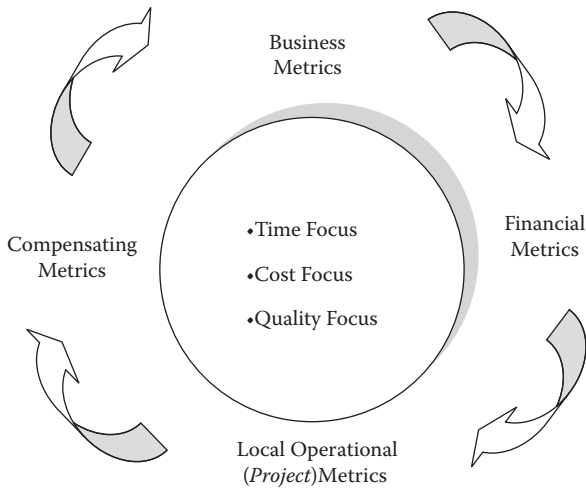 Business
Metrics
Financial
Metrics
Local Operational
(Project)Metrics
Compensating
Metrics
•Time Focus
•Cost Focus
•Quality Focus